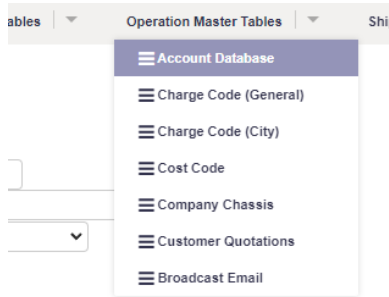 ables Operation Master Tables Shi
Account Database
Charge Code (General)
Charge Code (City)
Cost Code
Company Chassis
Customer Quotations
Broadcast Email